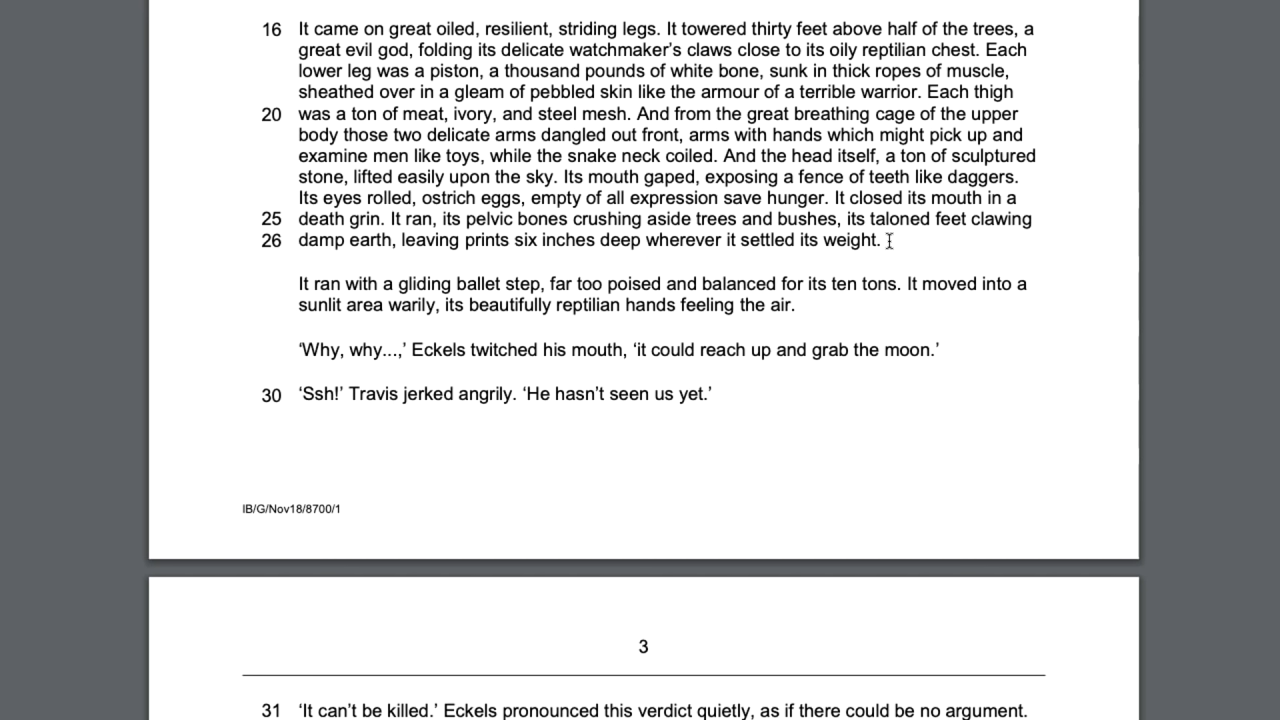 16 It came on great oiled, resilient, striding legs. It towered thirty feet above half of the trees, a
great evil god, folding its delicate watchmaker’s claws close to its oily reptilian chest. Each
lower leg was a piston, a thousand pounds of white bone, sunk in thick ropes of muscle,
sheathed over in a gleam of pebbled skin like the armour of a terrible warrior. Each thigh
20 was a ton of meat, ivory, and steel mesh. And from the great breathing cage of the upper
body those two delicate arms dangled out front, arms with hands which might pick up and
examine men like toys, while the snake neck coiled. And the head itself, a ton of sculptured
stone, lifted easily upon the sky. Its mouth gaped, exposing a fence of teeth like daggers.
Its eyes rolled, ostrich eggs, empty of all expression save hunger. It closed its mouth in a
25 death grin. It ran, its pelvic bones crushing aside trees and bushes, its taloned feet clawing
26 damp earth, leaving prints six inches deep wherever it settled its weight.
It ran with a gliding ballet step, far too poised and balanced for its ten tons. It moved into a
sunlit area warily, its beautifully reptilian hands feeling the air.
‘Why, why...,’ Eckels twitched his mouth, ‘it could reach up and grab the moon.’
30 ‘Ssh!’ Travis jerked angrily. ‘He hasn’t seen us yet.’
IB/G/Nov18/8700/1
3
31 ‘It can’t be killed.’ Eckels pronounced this verdict quietly, as if there could be no argument.